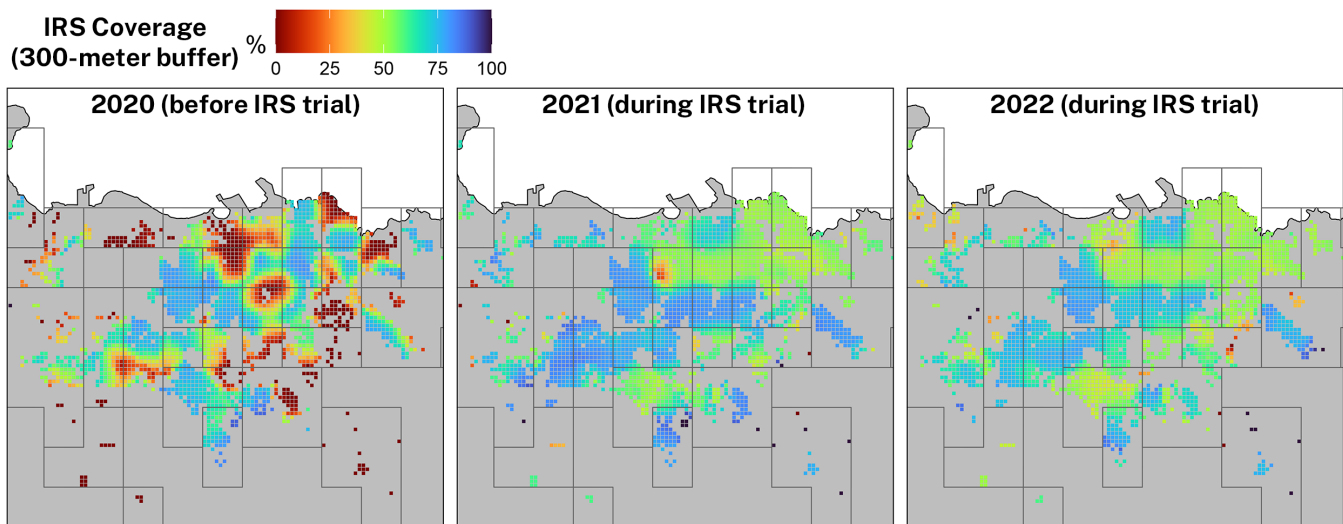 IRS Coverage
(300-meter buffer)
%
0 25 50 75 100
2020 (before IRS trial)
2021 (during IRS trial)
2022 (during IRS trial)